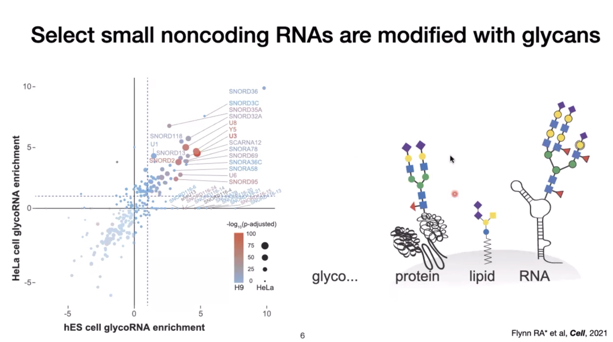 Select small noncoding RNAs are modified with glycans
HeLa cell glycoRNA enrichment
10
5
0
-5
SNORD36
SNORD3C
SNORD35A
SNORD32A
U8
Y5
U3
SCARNA12
SNORA78
SNORD69
SNORA36C
SNORA58
U6
SNORD95
SNORD118
U1
-log₁₀(p-adjusted)
100
75
50
25
0
H9 HeLa
-5 0 5 10
hES cell glycoRNA enrichment
glyco... protein lipid RNA
6
Flynn RA* et al, Cell, 2021